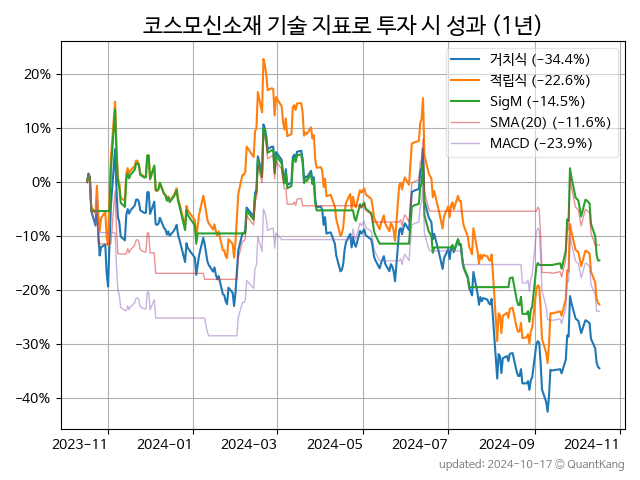 코스모신소재 기술 지표로 투자 시 성과 (1년)
거치식 (−34.4%)
적립식 (−22.6%)
SigM (−14.5%)
SMA(20) (−11.6%)
MACD (−23.9%)
20%
10%
0%
−10%
−20%
−30%
−40%
2023-11
2024-01
2024-03
2024-05
2024-07
2024-09
2024-11
updated: 2024-10-17 © QuantKang